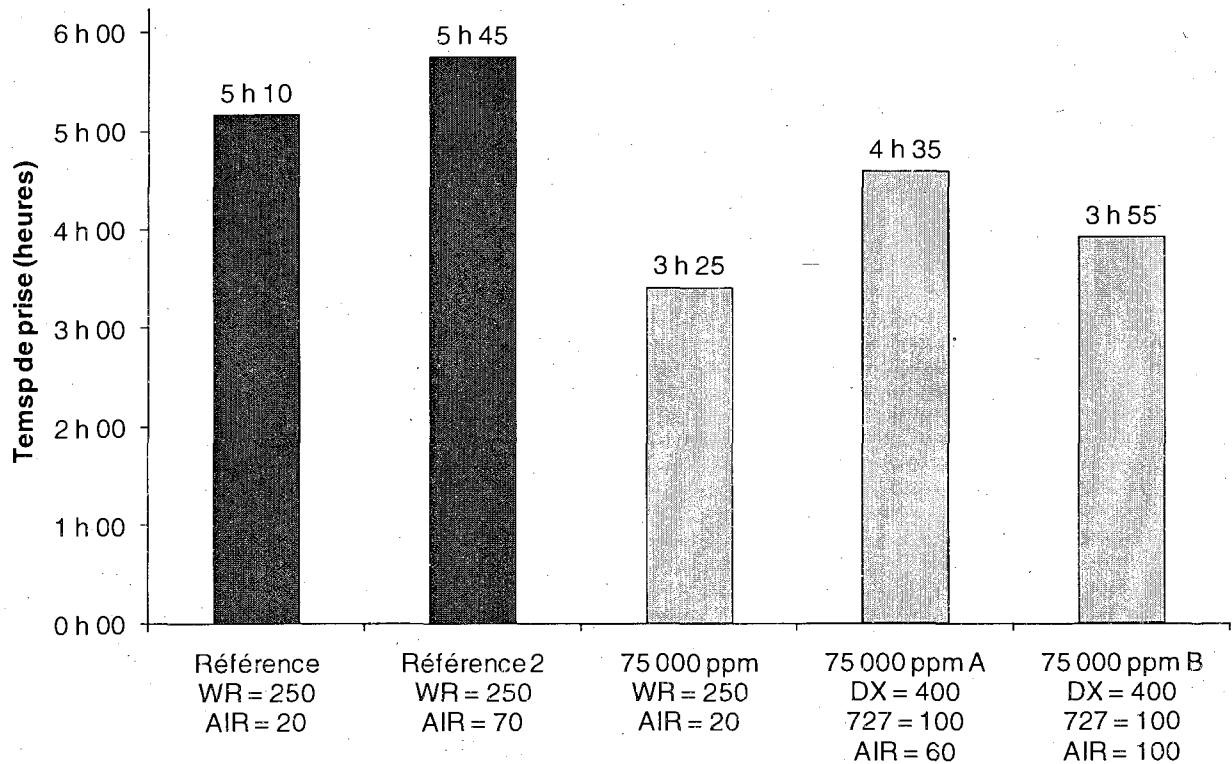 Temsp de prise (heures)
6 h 00
5 h 00
4 h 00
3 h 00
2 h 00
1 h 00
0 h 00
5 h 10
5 h 45
3 h 25
4 h 35
3 h 55
Référence
WR = 250
AIR = 20
Référence 2
WR = 250
AIR = 70
75 000 ppm
WR = 250
AIR = 20
75 000 ppm A
DX = 400
727 = 100
AIR = 60
75 000 ppm B
DX = 400
727 = 100
AIR = 100